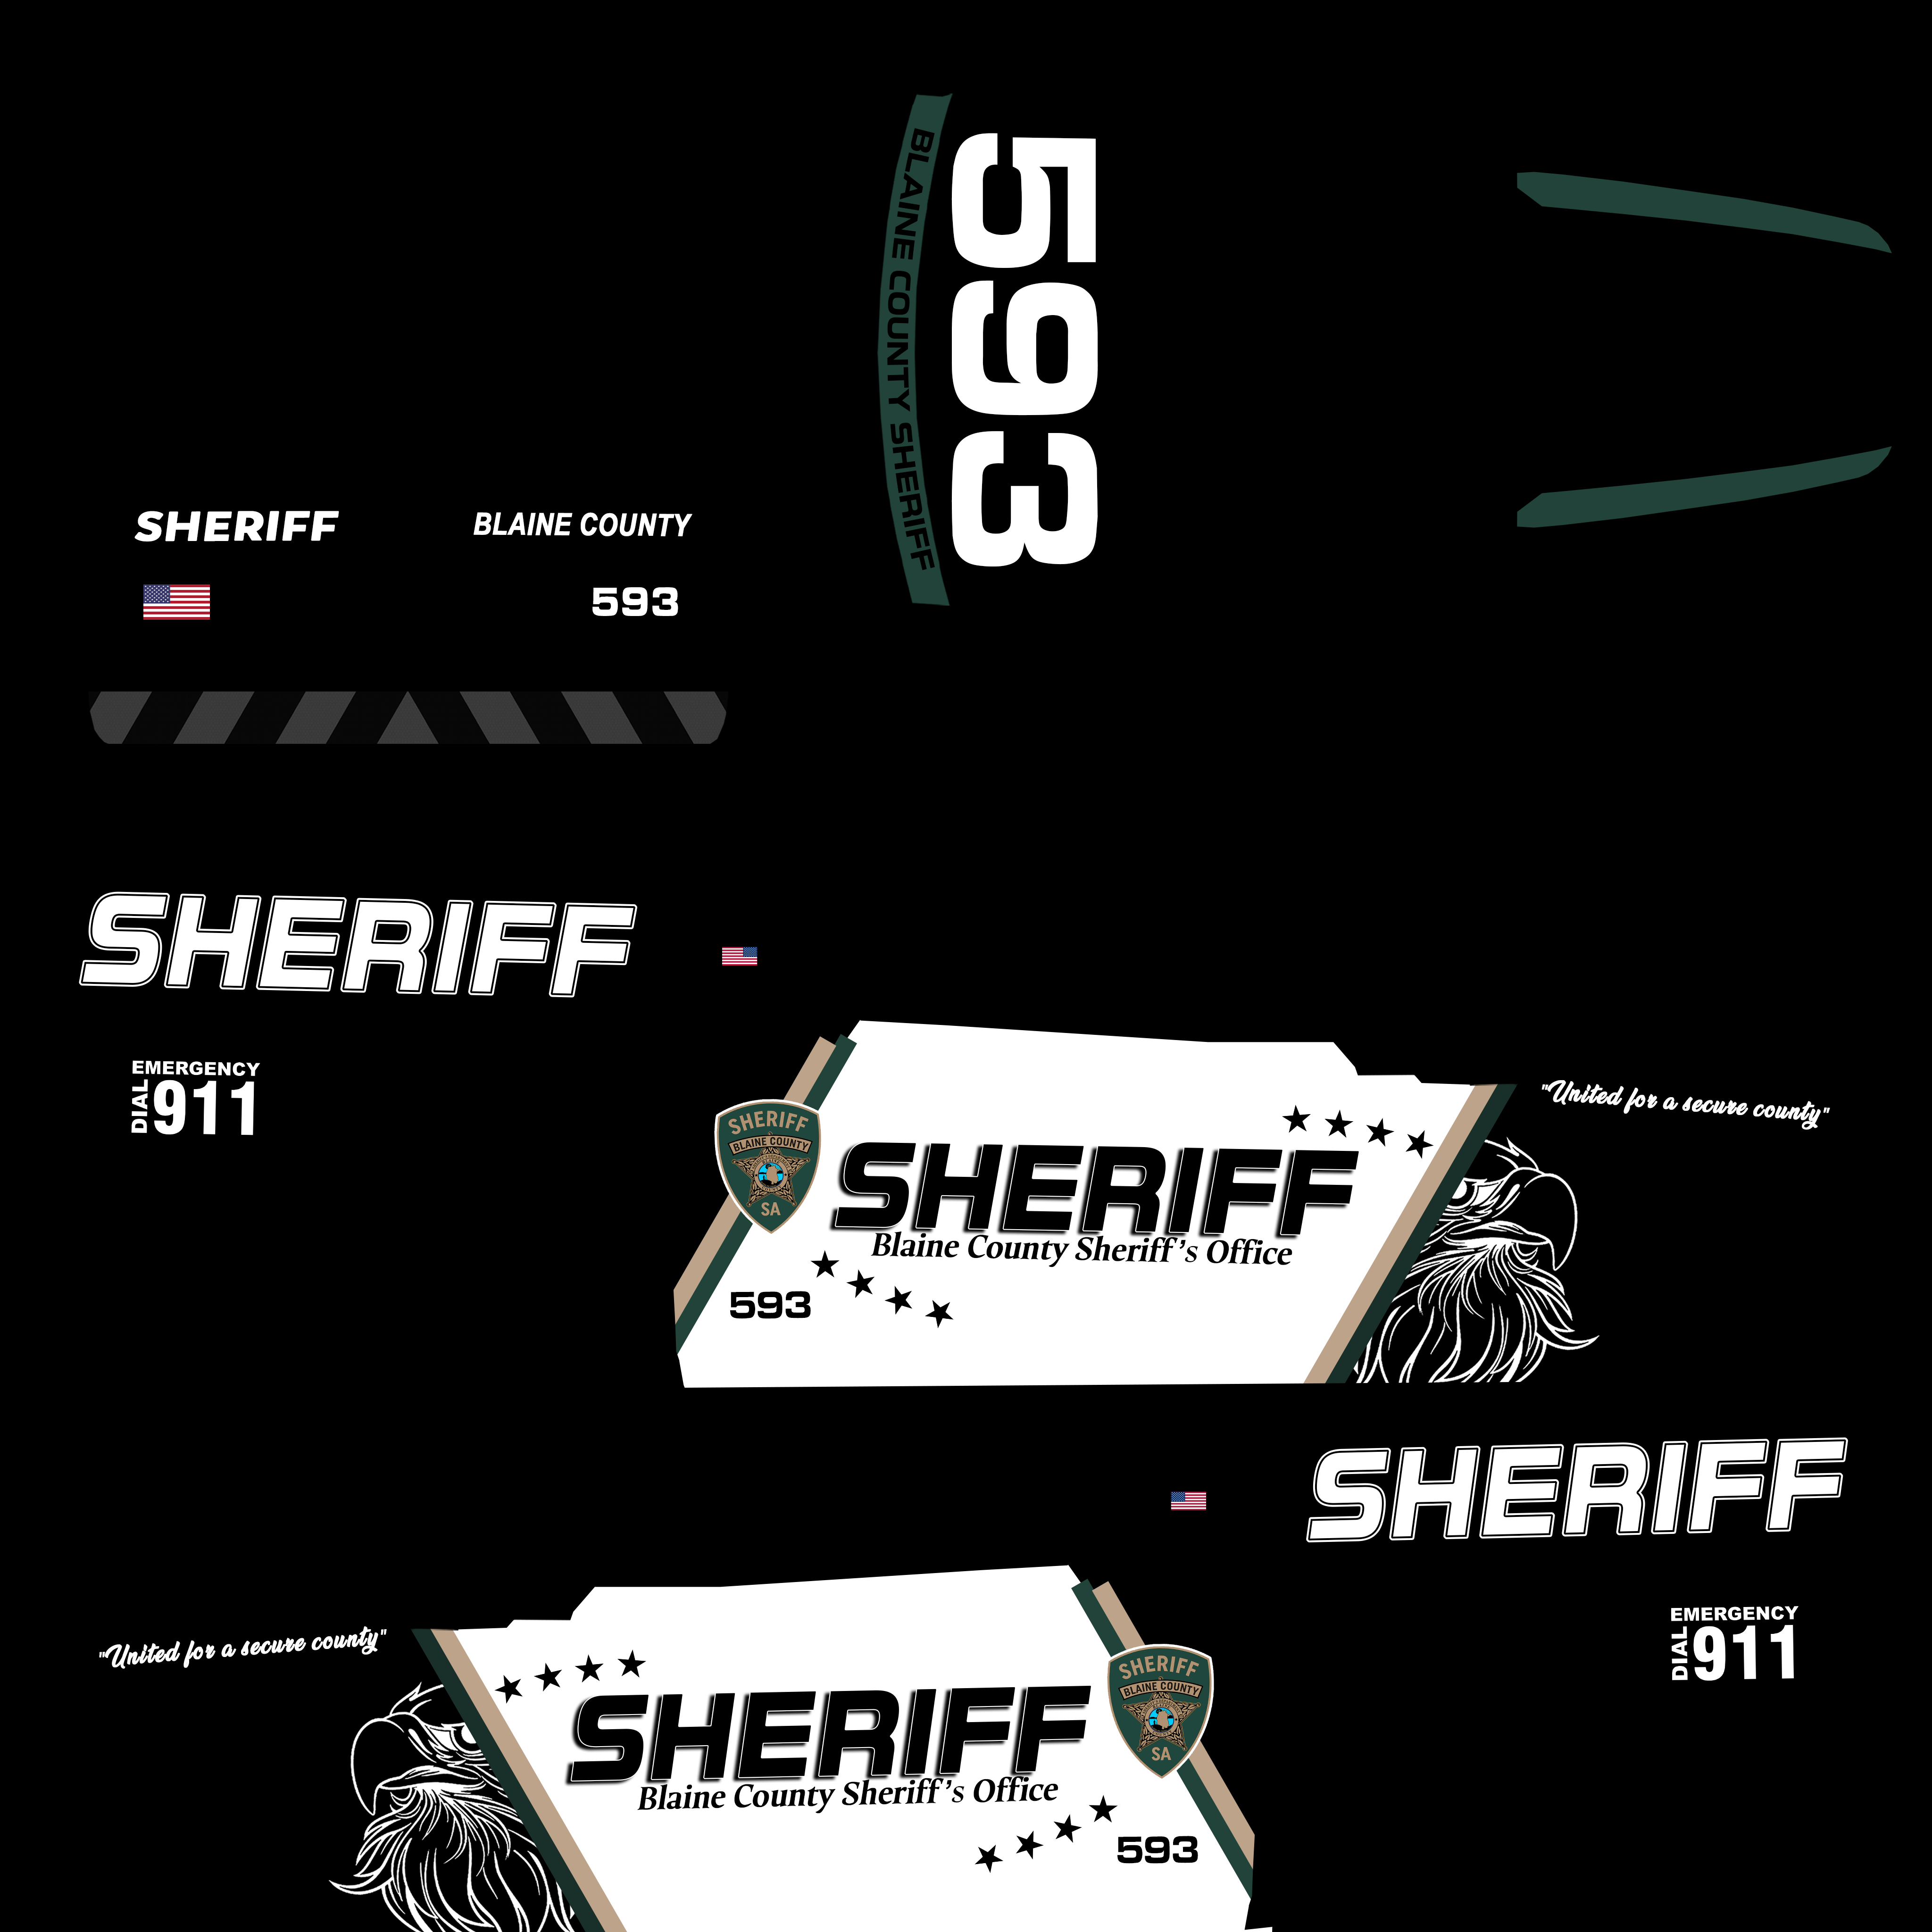 BLAINE COUNTY SHERIFF
593
SHERIFF
BLAINE COUNTY
593
SHERIFF
EMERGENCY
DIAL
911
"United for a secure county"
SHERIFF
BLAINE COUNTY
SA
SHERIFF
Blaine County Sheriff's Office
593
SHERIFF
EMERGENCY
DIAL
911
"United for a secure county"
SHERIFF
Blaine County Sheriff's Office
SHERIFF
BLAINE COUNTY
SA
593